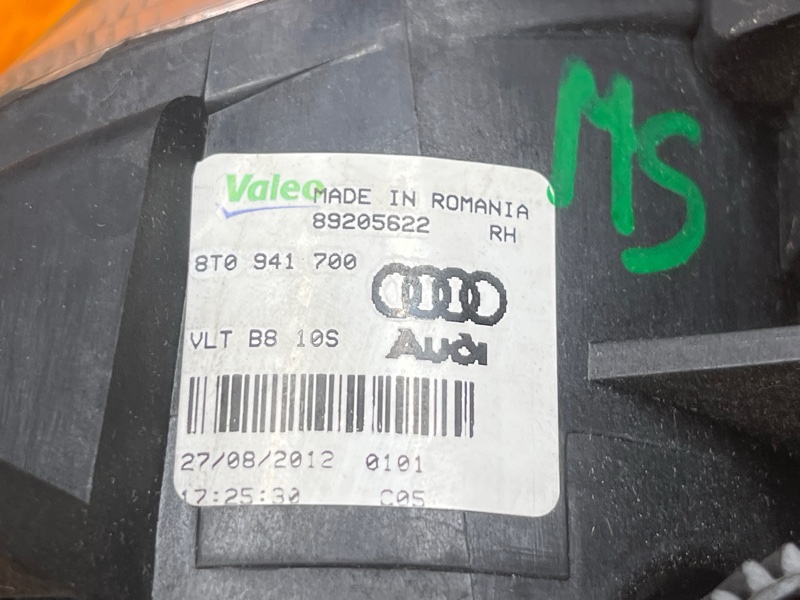 MS
Valeo MADE IN ROMANIA
89205622 RH
8T0 941 700
Audi
VLT B8 10S
27/08/2012 0101
17:25:30 C05